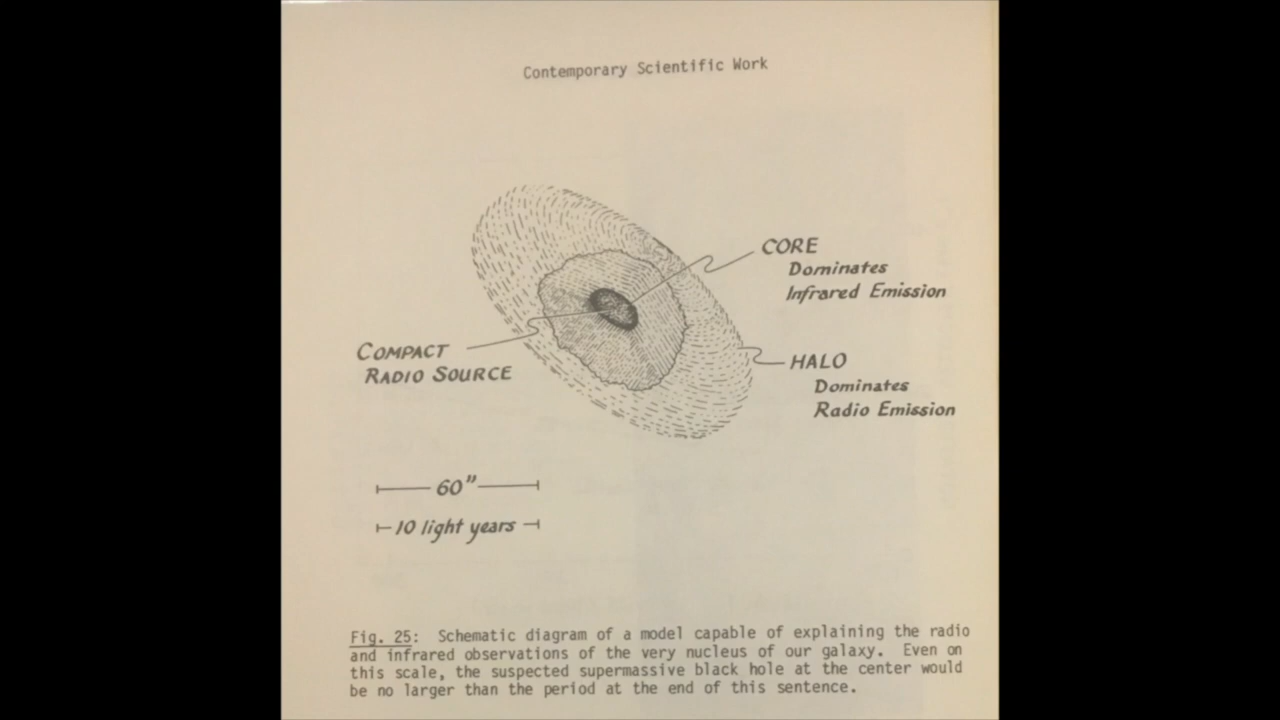 Contemporary Scientific Work
CORE
Dominates
Infrared Emission
COMPACT
RADIO SOURCE
HALO
Dominates
Radio Emission
60"
10 light years
Fig. 25: Schematic diagram of a model capable of explaining the radio
and infrared observations of the very nucleus of our galaxy. Even on
this scale, the suspected supermassive black hole at the center would
be no larger than the period at the end of this sentence.